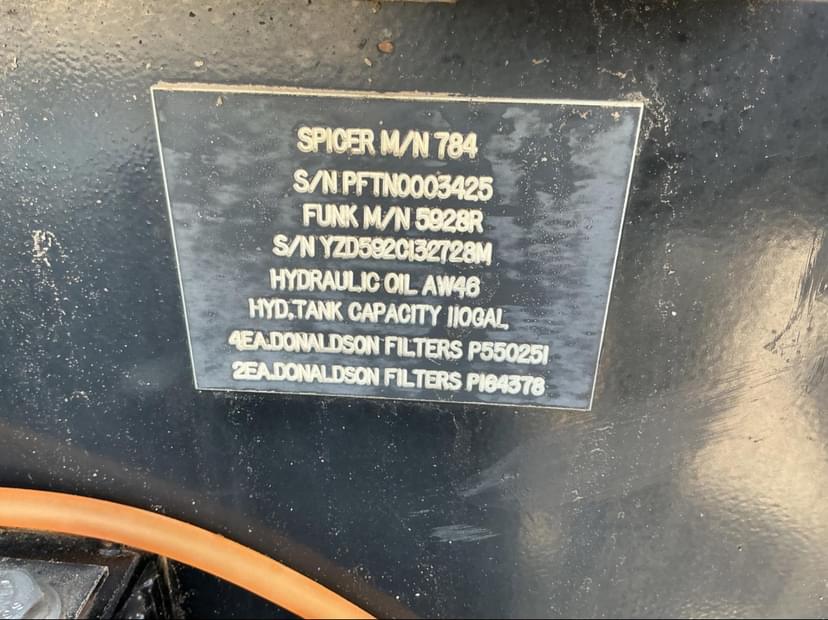 SPICER M/N 784
S/N PFTN0003425
FUNK M/N 5928R
S/N YZD592C132728M
HYDRAULIC OIL AW46
HYD,TANK CAPACITY 110GAL.
4EA.DONALDSON FILTERS P550251
2EA.DONALDSON FILTERS P164378